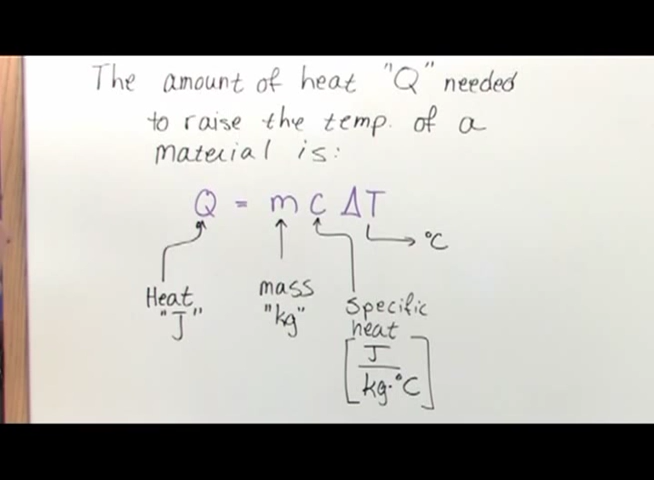 The amount of heat "Q" needed
to raise the temp. of a
material is:
Q = m c ΔT
°C
Heat
"J"
mass
"kg"
Specific
heat
[J
kg·°C]